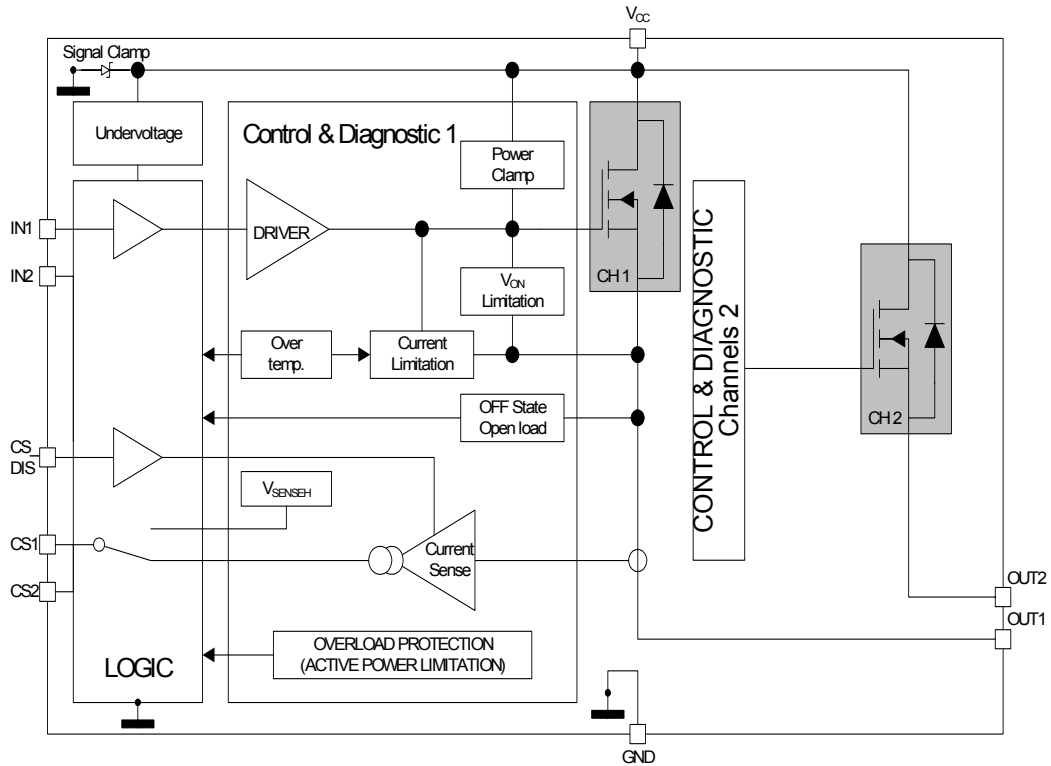 VCC
Signal Clamp
Undervoltage
Control & Diagnostic 1
Power
Clamp
IN1
DRIVER
IN2
CH 1
VON
Limitation
Over
temp.
Current
Limitation
OFF State
Open load
CONTROL & DIAGNOSTIC
Channels 2
CH 2
CS_
DIS
VSENSEH
CS1
Current
Sense
CS2
OUT2
OUT1
OVERLOAD PROTECTION
(ACTIVE POWER LIMITATION)
LOGIC
GND